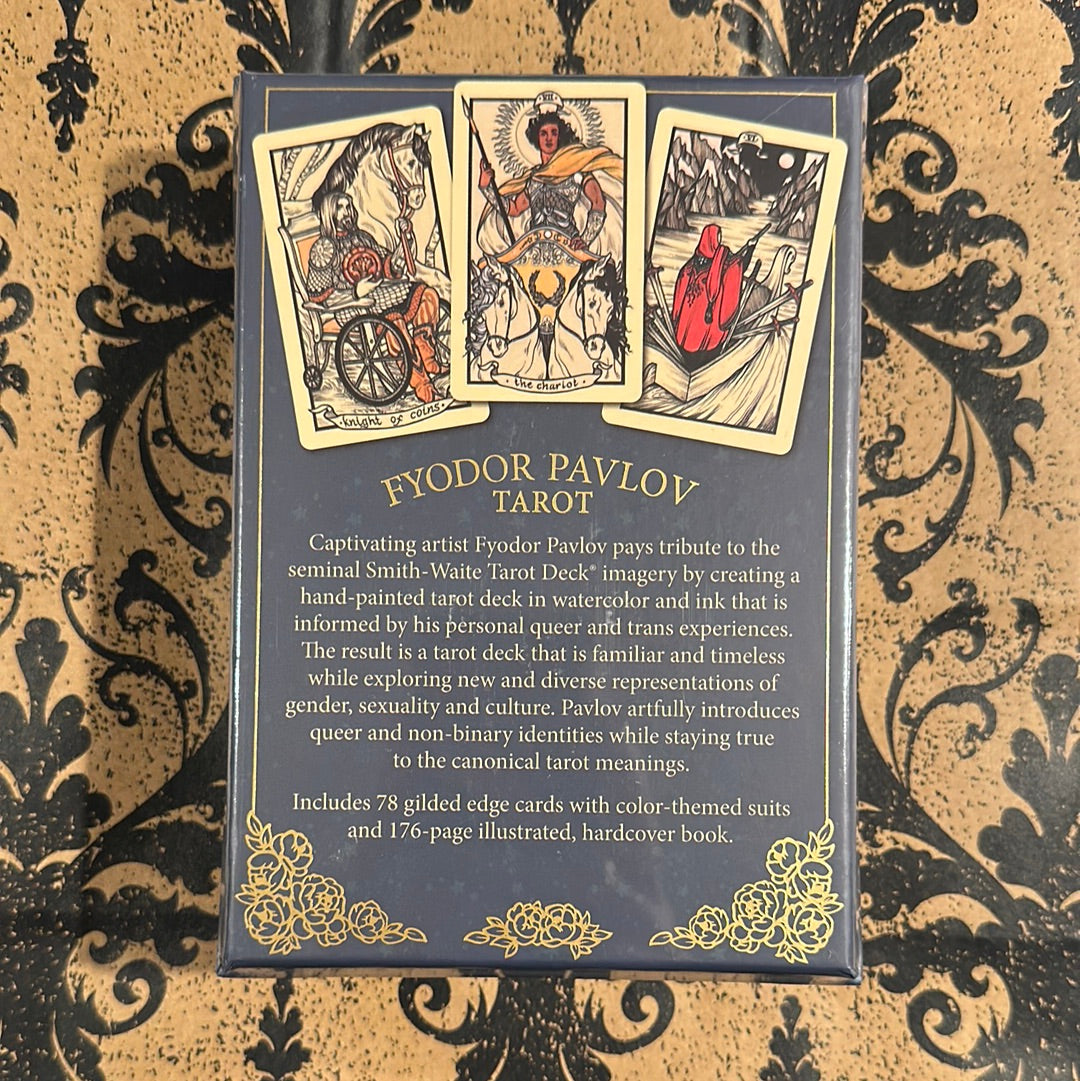 VII
VI
knight of coins
· the chariot ·
FYODOR PAVLOV
TAROT
Captivating artist Fyodor Pavlov pays tribute to the
seminal Smith-Waite Tarot Deck® imagery by creating a
hand-painted tarot deck in watercolor and ink that is
informed by his personal queer and trans experiences.
The result is a tarot deck that is familiar and timeless
while exploring new and diverse representations of
gender, sexuality and culture. Pavlov artfully introduces
queer and non-binary identities while staying true
to the canonical tarot meanings.
Includes 78 gilded edge cards with color-themed suits
and 176-page illustrated, hardcover book.